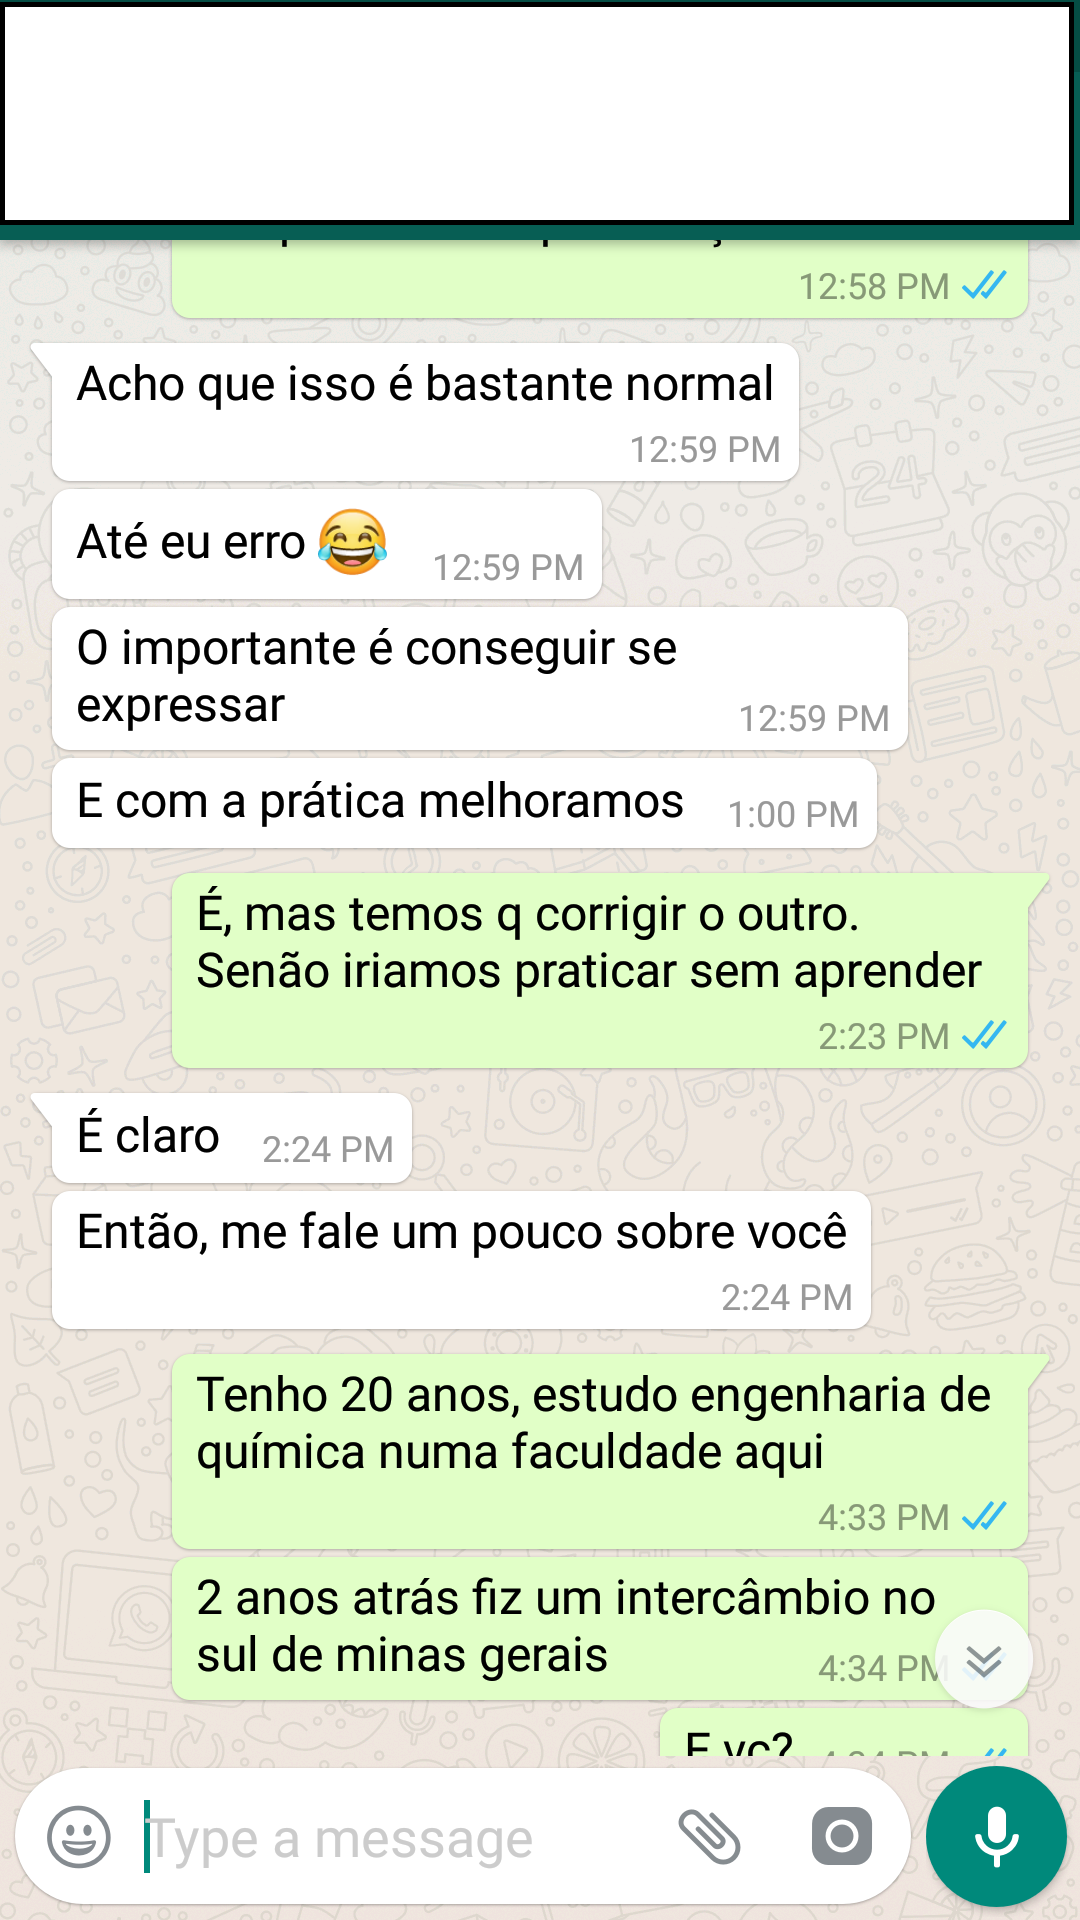 12:58 PM
Acho que isso é bastante normal
12:59 PM
Até eu erro 😂 12:59 PM
O importante é conseguir se
expressar 12:59 PM
E com a prática melhoramos 1:00 PM
É, mas temos q corrigir o outro.
Senão iriamos praticar sem aprender
2:23 PM
É claro 2:24 PM
Então, me fale um pouco sobre você
2:24 PM
Tenho 20 anos, estudo engenharia de
química numa faculdade aqui
4:33 PM
2 anos atrás fiz um intercâmbio no
sul de minas gerais 4:34 PM
E vc? 4:34 PM
Type a message